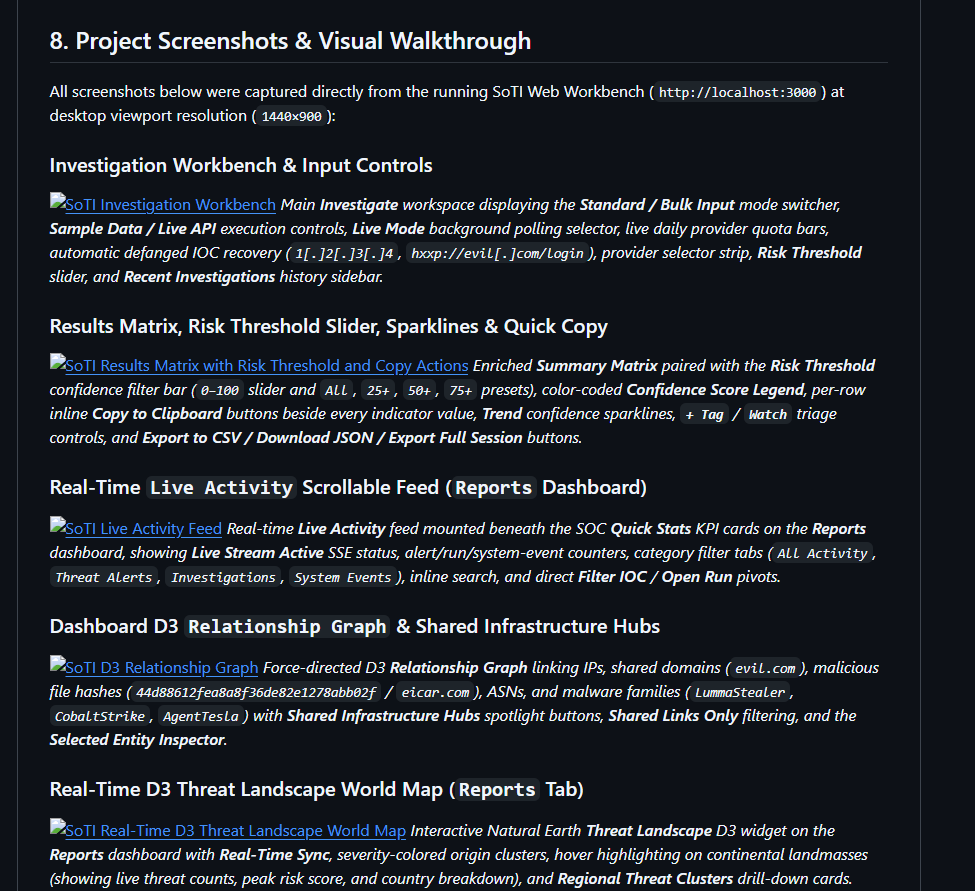 8. Project Screenshots & Visual Walkthrough
All screenshots below were captured directly from the running SoTI Web Workbench ( http://localhost:3000 ) at
desktop viewport resolution ( 1440×900 ):
Investigation Workbench & Input Controls
SoTI Investigation Workbench Main Investigate workspace displaying the Standard / Bulk Input mode switcher,
Sample Data / Live API execution controls, Live Mode background polling selector, live daily provider quota bars,
automatic defanged IOC recovery ( 1[.]2[.]3[.]4 , hxxp://evil[.]com/login ), provider selector strip, Risk Threshold
slider, and Recent Investigations history sidebar.
Results Matrix, Risk Threshold Slider, Sparklines & Quick Copy
SoTI Results Matrix with Risk Threshold and Copy Actions Enriched Summary Matrix paired with the Risk Threshold
confidence filter bar ( 0–100 slider and All , 25+ , 50+ , 75+ presets), color-coded Confidence Score Legend, per-row
inline Copy to Clipboard buttons beside every indicator value, Trend confidence sparklines, + Tag / Watch triage
controls, and Export to CSV / Download JSON / Export Full Session buttons.
Real-Time Live Activity Scrollable Feed ( Reports Dashboard)
SoTI Live Activity Feed Real-time Live Activity feed mounted beneath the SOC Quick Stats KPI cards on the Reports
dashboard, showing Live Stream Active SSE status, alert/run/system-event counters, category filter tabs ( All Activity ,
Threat Alerts , Investigations , System Events ), inline search, and direct Filter IOC / Open Run pivots.
Dashboard D3 Relationship Graph & Shared Infrastructure Hubs
SoTI D3 Relationship Graph Force-directed D3 Relationship Graph linking IPs, shared domains ( evil.com ), malicious
file hashes ( 44d88612fea8a8f36de82e1278abb02f / eicar.com ), ASNs, and malware families ( LummaStealer ,
CobaltStrike , AgentTesla ) with Shared Infrastructure Hubs spotlight buttons, Shared Links Only filtering, and the
Selected Entity Inspector.
Real-Time D3 Threat Landscape World Map ( Reports Tab)
SoTI Real-Time D3 Threat Landscape World Map Interactive Natural Earth Threat Landscape D3 widget on the
Reports dashboard with Real-Time Sync, severity-colored origin clusters, hover highlighting on continental landmasses
(showing live threat counts, peak risk score, and country breakdown), and Regional Threat Clusters drill-down cards.